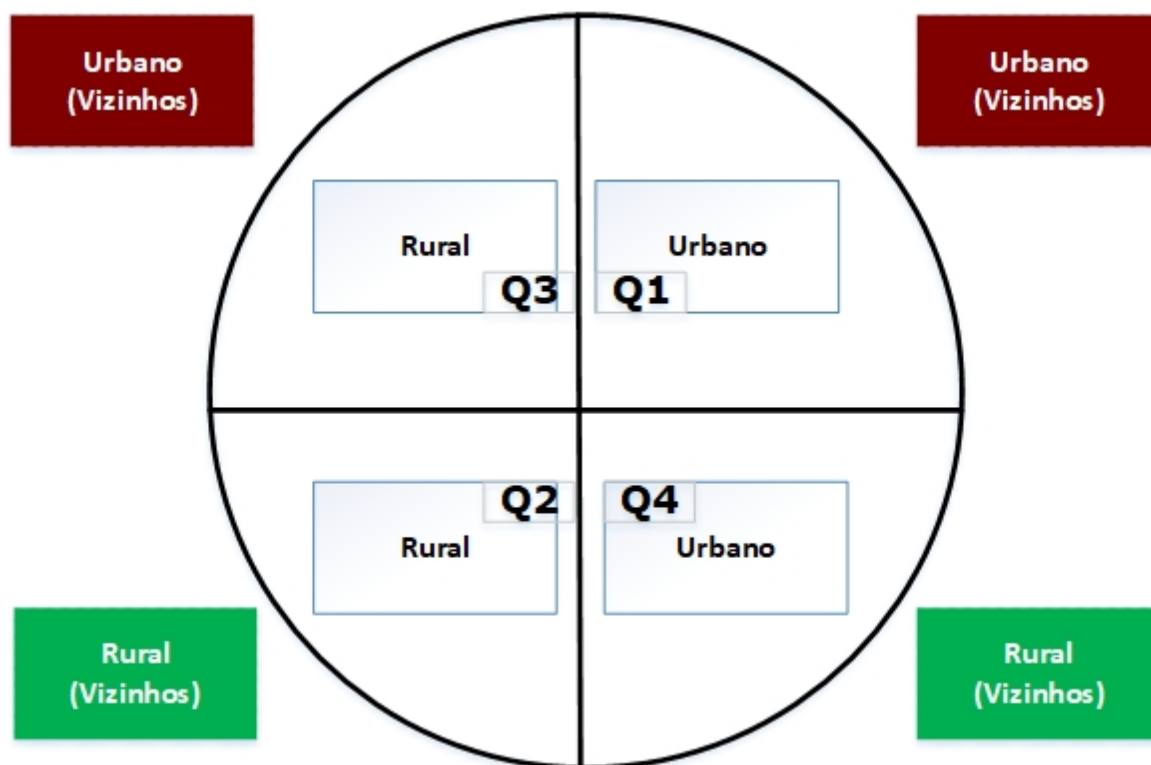 Urbano
(Vizinhos)
Urbano
(Vizinhos)
Rural
Q3
Urbano
Q1
Q2
Rural
Q4
Urbano
Rural
(Vizinhos)
Rural
(Vizinhos)